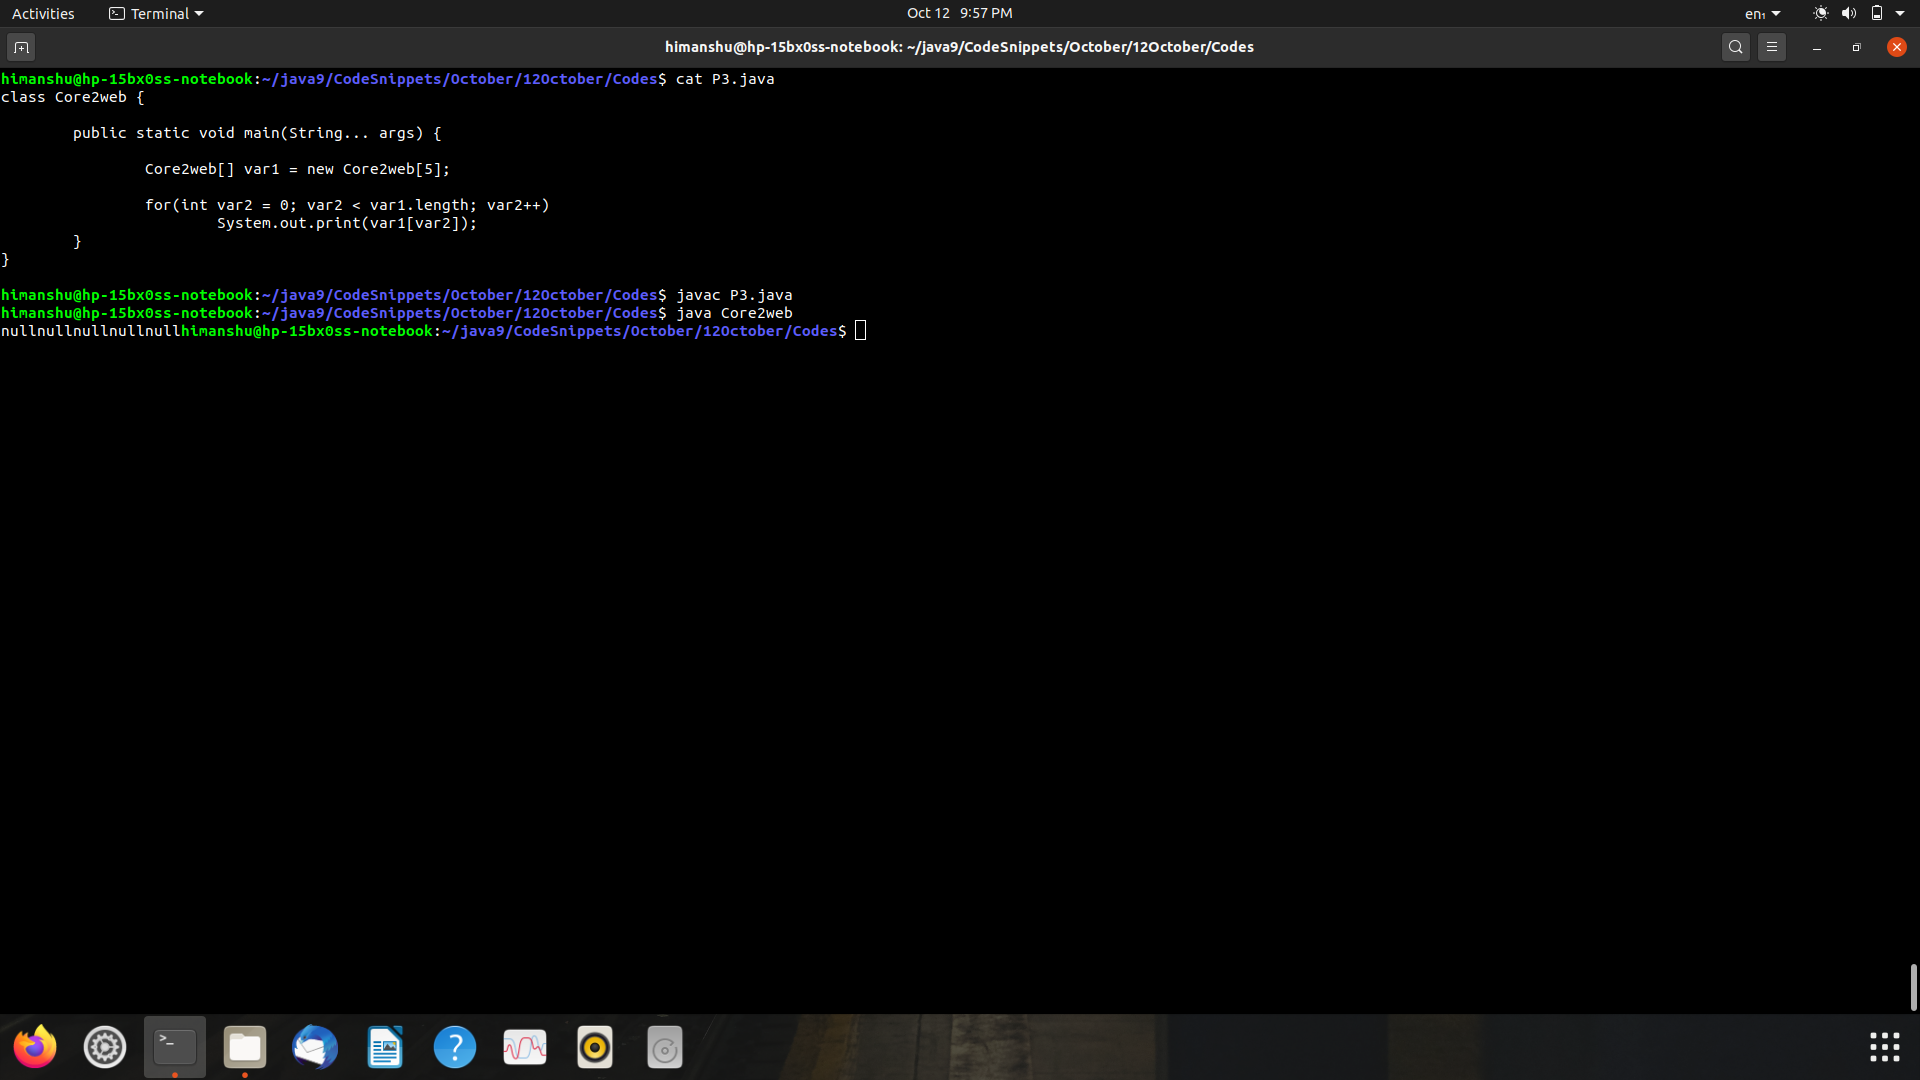 Activities
Terminal
Oct 12 9:57 PM
en₁
himanshu@hp-15bx0ss-notebook: ~/java9/CodeSnippets/October/12October/Codes
himanshu@hp-15bx0ss-notebook:~/java9/CodeSnippets/October/12October/Codes$ cat P3.java
class Core2web {
public static void main(String... args) {
Core2web[] var1 = new Core2web[5];
for(int var2 = 0; var2 < var1.length; var2++)
System.out.print(var1[var2]);
}
}
himanshu@hp-15bx0ss-notebook:~/java9/CodeSnippets/October/12October/Codes$ javac P3.java
himanshu@hp-15bx0ss-notebook:~/java9/CodeSnippets/October/12October/Codes$ java Core2web
nullnullnullnullnullhimanshu@hp-15bx0ss-notebook:~/java9/CodeSnippets/October/12October/Codes$